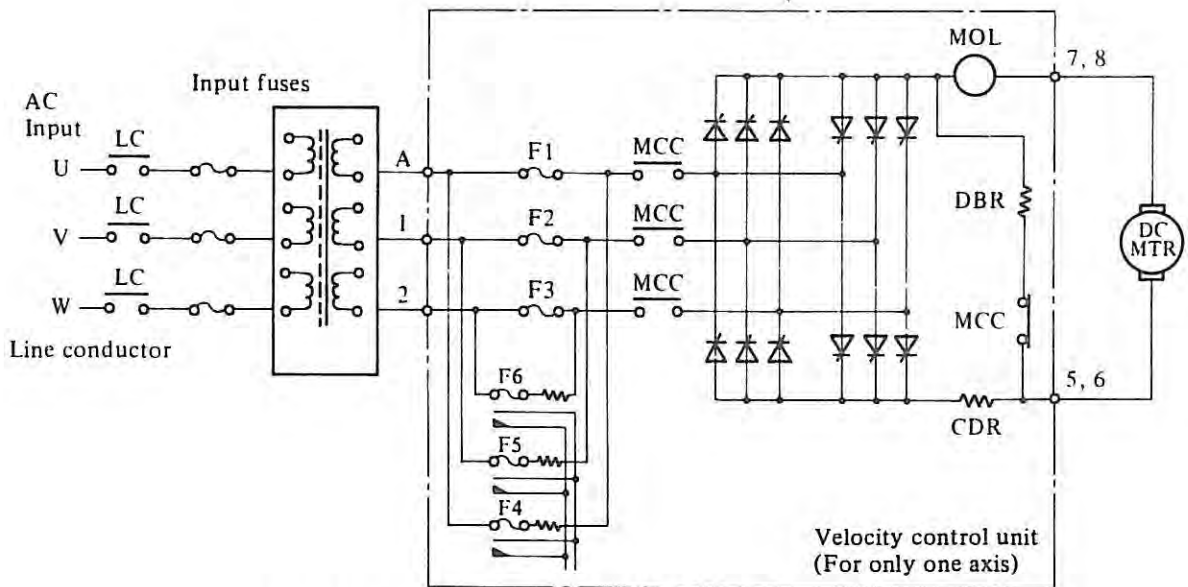 MOL
7, 8
Input fuses
AC
Input
LC
U
A
F1
MCC
LC
V
1
F2
MCC
DBR
DC
MTR
LC
W
2
F3
MCC
MCC
Line conductor
F6
5, 6
CDR
F5
F4
Velocity control unit
(For only one axis)